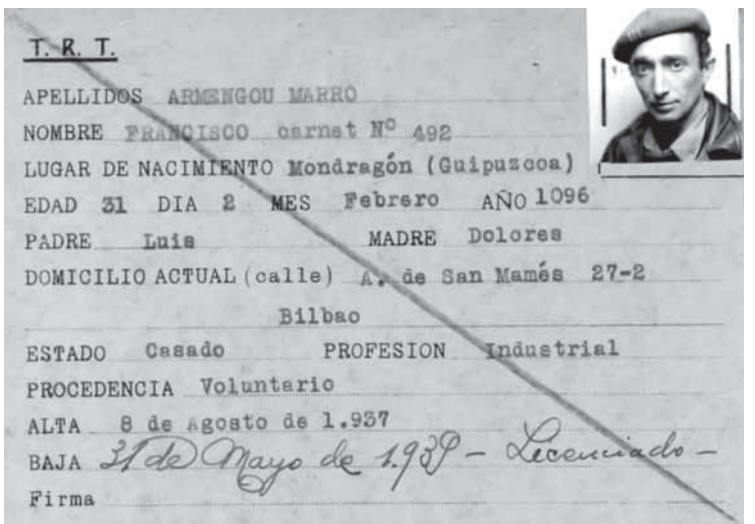 T. R. T.
APELLIDOS ARMENGOU MARRO
NOMBRE FRANCISCO carnet Nº 492
LUGAR DE NACIMIENTO Mondragón (Guipuzcoa)
EDAD 31 DIA 2 MES Febrero AÑO 1096
PADRE Luis MADRE Dolores
DOMICILIO ACTUAL (calle) A. de San Mamés 27-2
Bilbao
ESTADO Casado PROFESION Industrial
PROCEDENCIA Voluntario
ALTA 8 de Agosto de 1.937
BAJA 31 de Mayo de 1.939 - Licenciado -
Firma